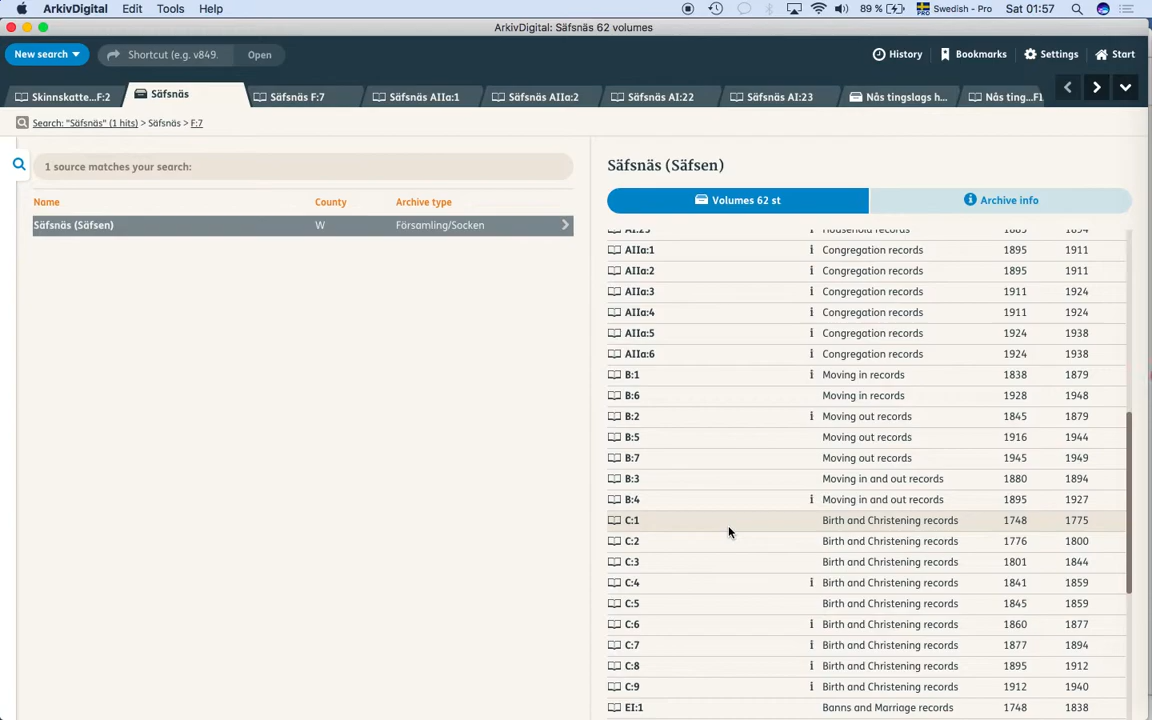 ArkivDigital Edit Tools Help 89 % Swedish - Pro Sat 01:57
ArkivDigital: Säfsnäs 62 volumes
New search Shortcut (e.g. v849. Open History Bookmarks Settings Start
Skinnskatte...F:2 Säfsnäs Säfsnäs F:7 Säfsnäs AIIa:1 Säfsnäs AIIa:2 Säfsnäs AI:22 Säfsnäs AI:23 Nås tingslags h... Nås ting...F1
Search: "Säfsnäs" (1 hits) > Säfsnäs > F:7
1 source matches your search:
Name County Archive type
Säfsnäs (Säfsen) W Församling/Socken
Säfsnäs (Säfsen)
Volumes 62 st Archive info
AI:23 Household records 1885 1894
AIIa:1 i Congregation records 1895 1911
AIIa:2 i Congregation records 1895 1911
AIIa:3 i Congregation records 1911 1924
AIIa:4 i Congregation records 1911 1924
AIIa:5 i Congregation records 1924 1938
AIIa:6 i Congregation records 1924 1938
B:1 i Moving in records 1838 1879
B:6 Moving in records 1928 1948
B:2 i Moving out records 1845 1879
B:5 Moving out records 1916 1944
B:7 Moving out records 1945 1949
B:3 Moving in and out records 1880 1894
B:4 i Moving in and out records 1895 1927
C:1 Birth and Christening records 1748 1775
C:2 Birth and Christening records 1776 1800
C:3 Birth and Christening records 1801 1844
C:4 i Birth and Christening records 1841 1859
C:5 Birth and Christening records 1845 1859
C:6 i Birth and Christening records 1860 1877
C:7 i Birth and Christening records 1877 1894
C:8 i Birth and Christening records 1895 1912
C:9 i Birth and Christening records 1912 1940
EI:1 Banns and Marriage records 1748 1838